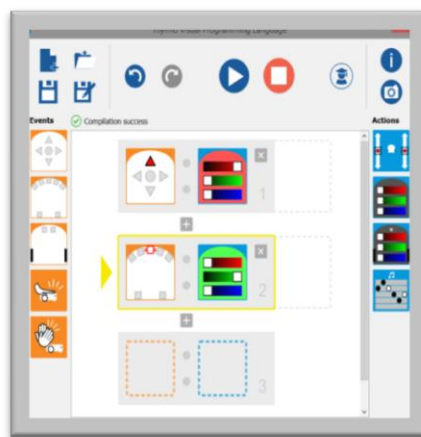 Thymio Visual Programming Language
Events
Compilation success
Actions
1
2
3